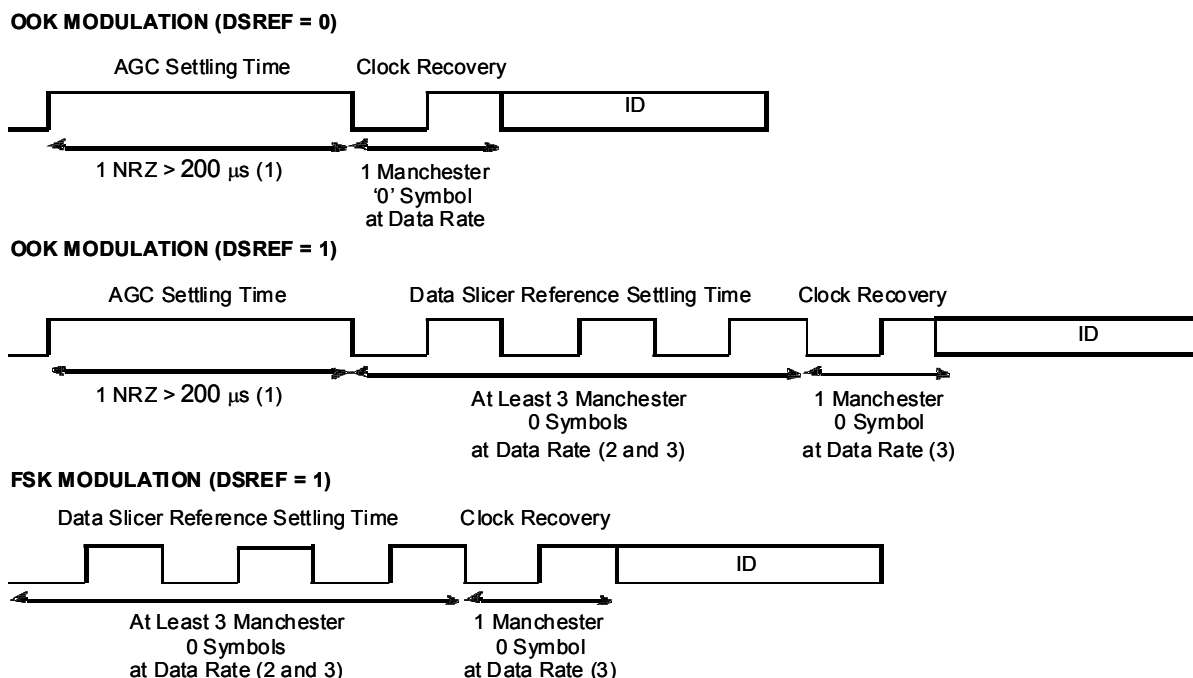 OOK MODULATION (DSREF = 0)
AGC Settling Time
Clock Recovery
ID
1 NRZ > 200 µs (1)
1 Manchester
‘0’ Symbol
at Data Rate
OOK MODULATION (DSREF = 1)
AGC Settling Time
Data Slicer Reference Settling Time
Clock Recovery
ID
1 NRZ > 200 µs (1)
At Least 3 Manchester
0 Symbols
at Data Rate (2 and 3)
1 Manchester
0 Symbol
at Data Rate (3)
FSK MODULATION (DSREF = 1)
Data Slicer Reference Settling Time
Clock Recovery
ID
At Least 3 Manchester
0 Symbols
at Data Rate (2 and 3)
1 Manchester
0 Symbol
at Data Rate (3)